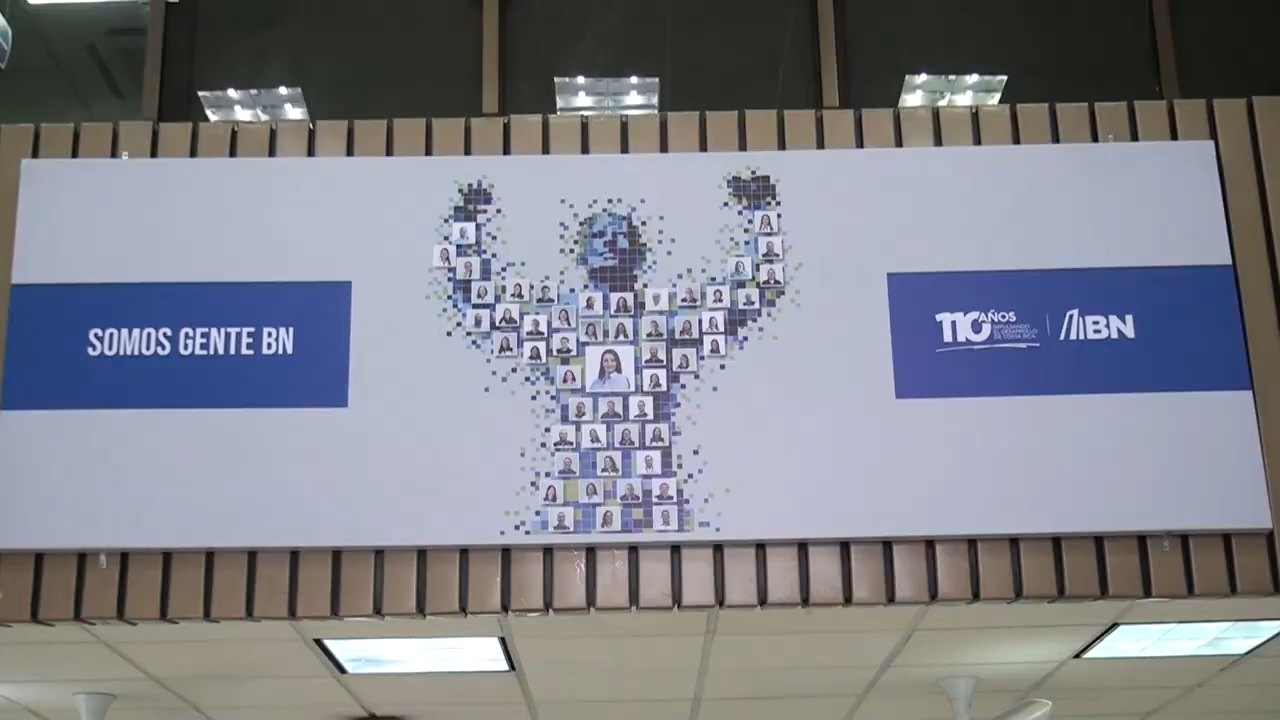 SOMOS GENTE BN
110 AÑOS
IMPULSANDO
EL DESARROLLO
DE COSTA RICA
BN